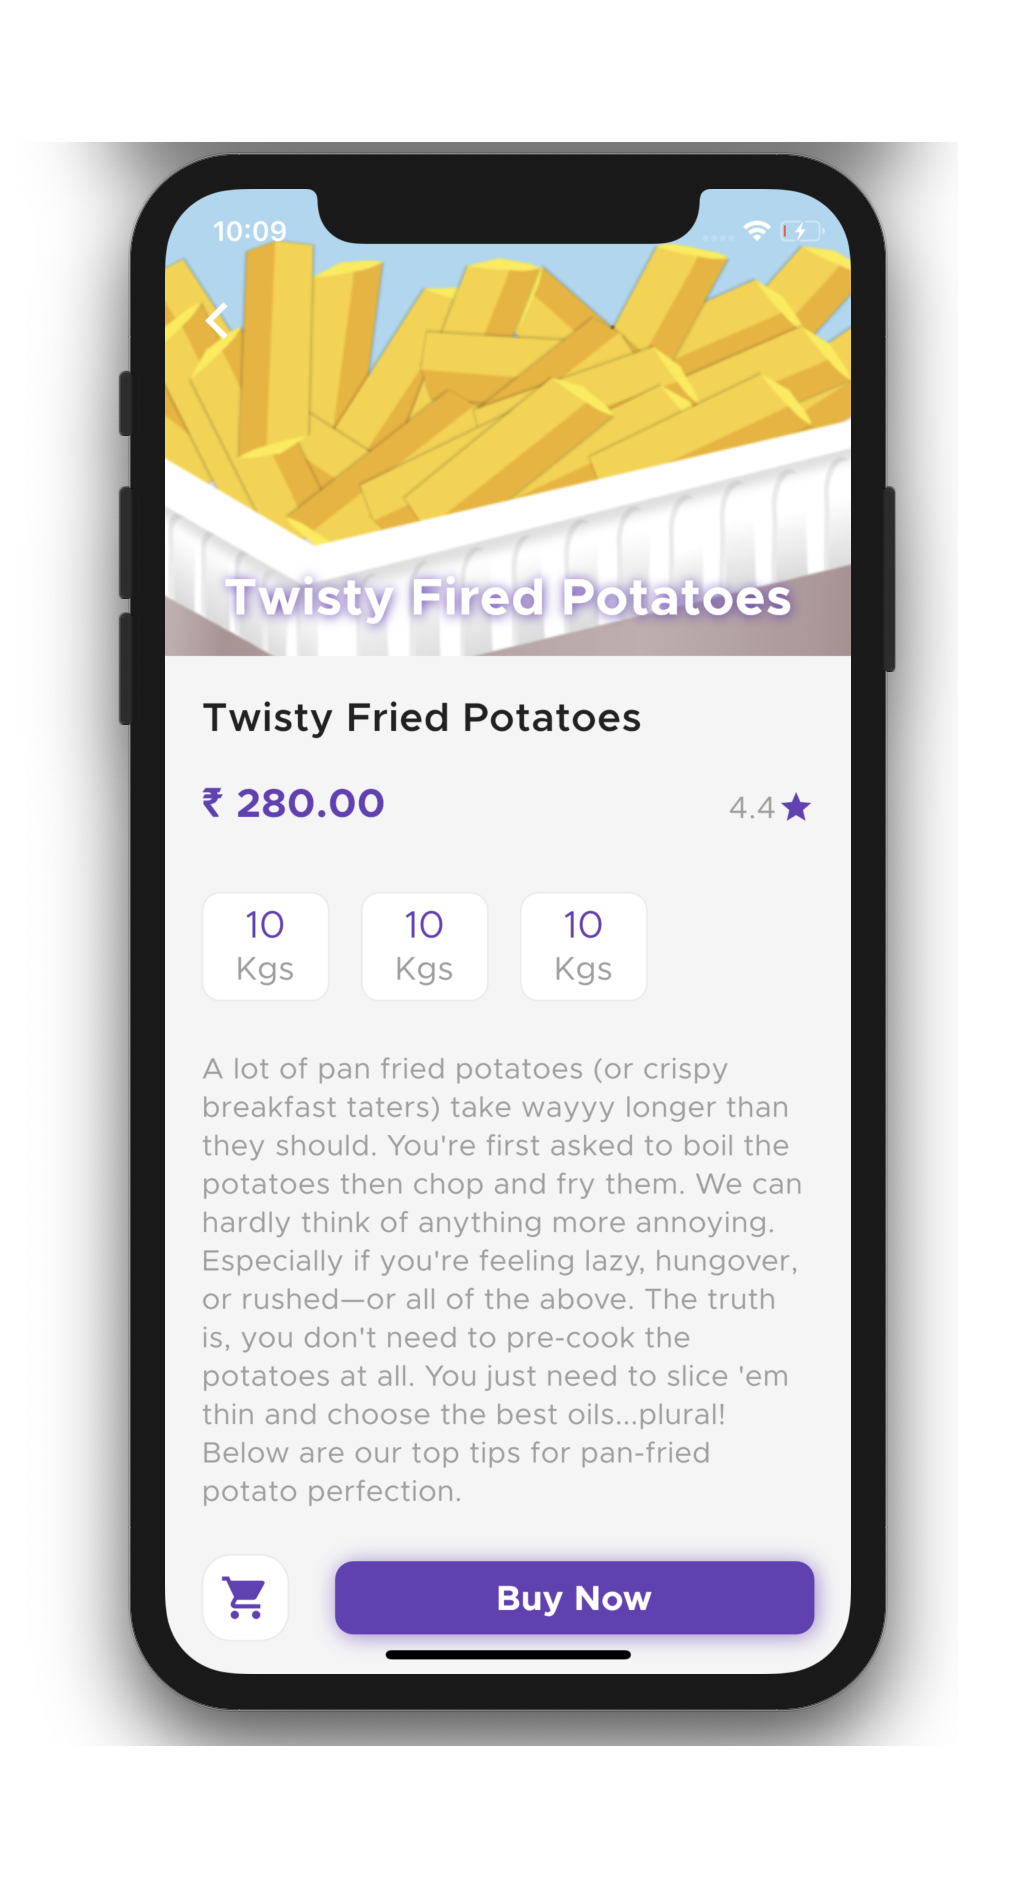 10:09
Twisty Fired Potatoes
Twisty Fried Potatoes
₹ 280.00
4.4
10 10 10
Kgs Kgs Kgs
A lot of pan fried potatoes (or crispy
breakfast taters) take wayyy longer than
they should. You're first asked to boil the
potatoes then chop and fry them. We can
hardly think of anything more annoying.
Especially if you're feeling lazy, hungover,
or rushed—or all of the above. The truth
is, you don't need to pre-cook the
potatoes at all. You just need to slice 'em
thin and choose the best oils...plural!
Below are our top tips for pan-fried
potato perfection.
Buy Now